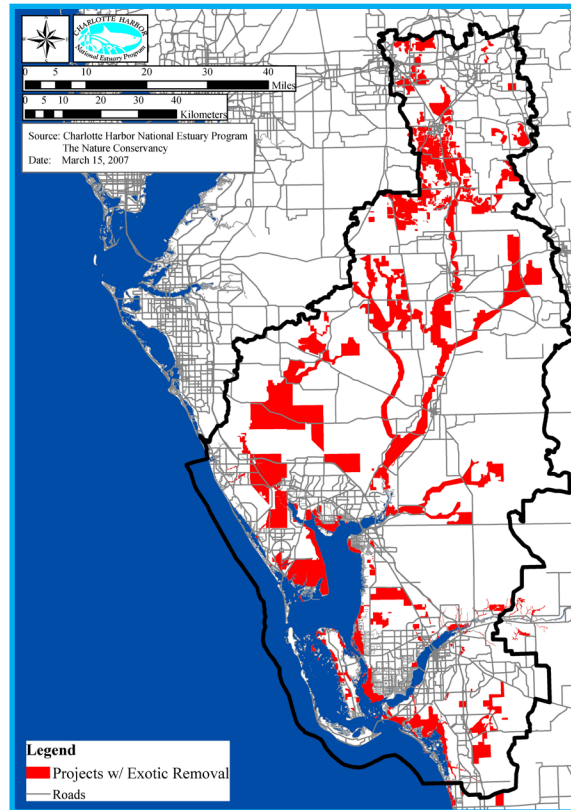 CHARLOTTE HARBOR
National Estuary Program
0 5 10 20 30 40
Miles
0 5 10 20 30 40
Kilometers
Source: Charlotte Harbor National Estuary Program
The Nature Conservancy
Date: March 15, 2007
Legend
Projects w/ Exotic Removal
Roads